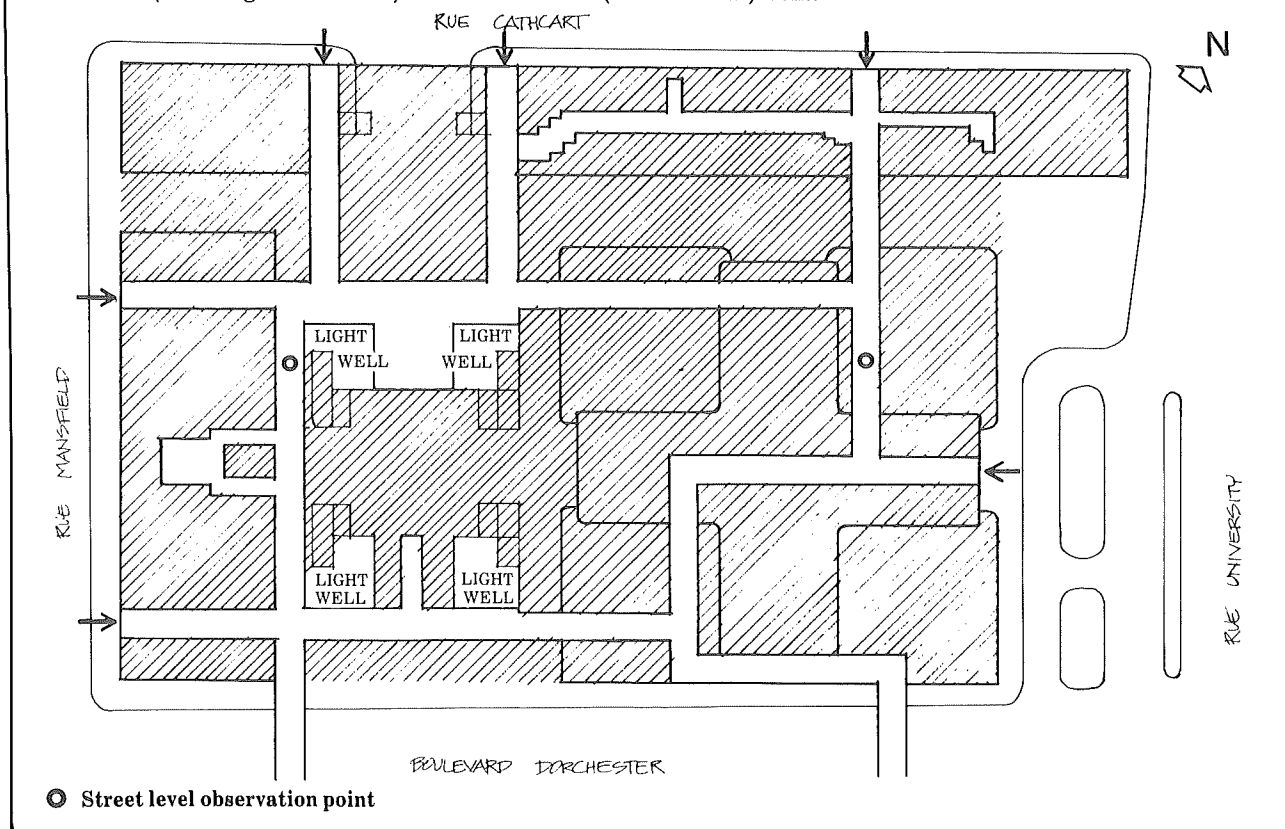 RUE CATHCART
N
LIGHT
WELL
LIGHT
WELL
RUE MANSFIELD
RUE UNIVERSITY
LIGHT
WELL
LIGHT
WELL
BOULEVARD DORCHESTER
Street level observation point